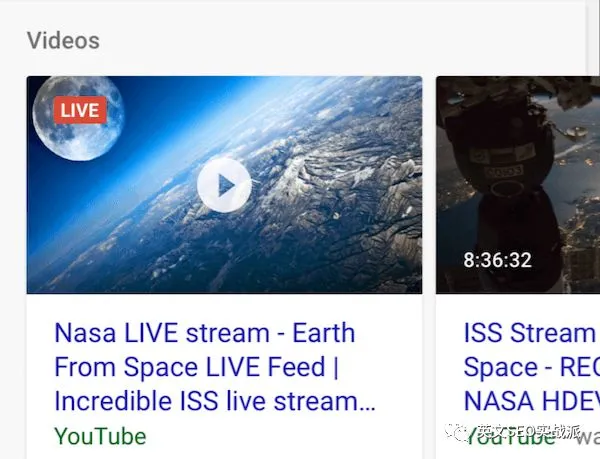 Videos
LIVE
Nasa LIVE stream - Earth
From Space LIVE Feed |
Incredible ISS live stream...
YouTube
8:36:32
ISS Stream
Space - REC
NASA HDEV
YouTube wa
英文SEO实战派